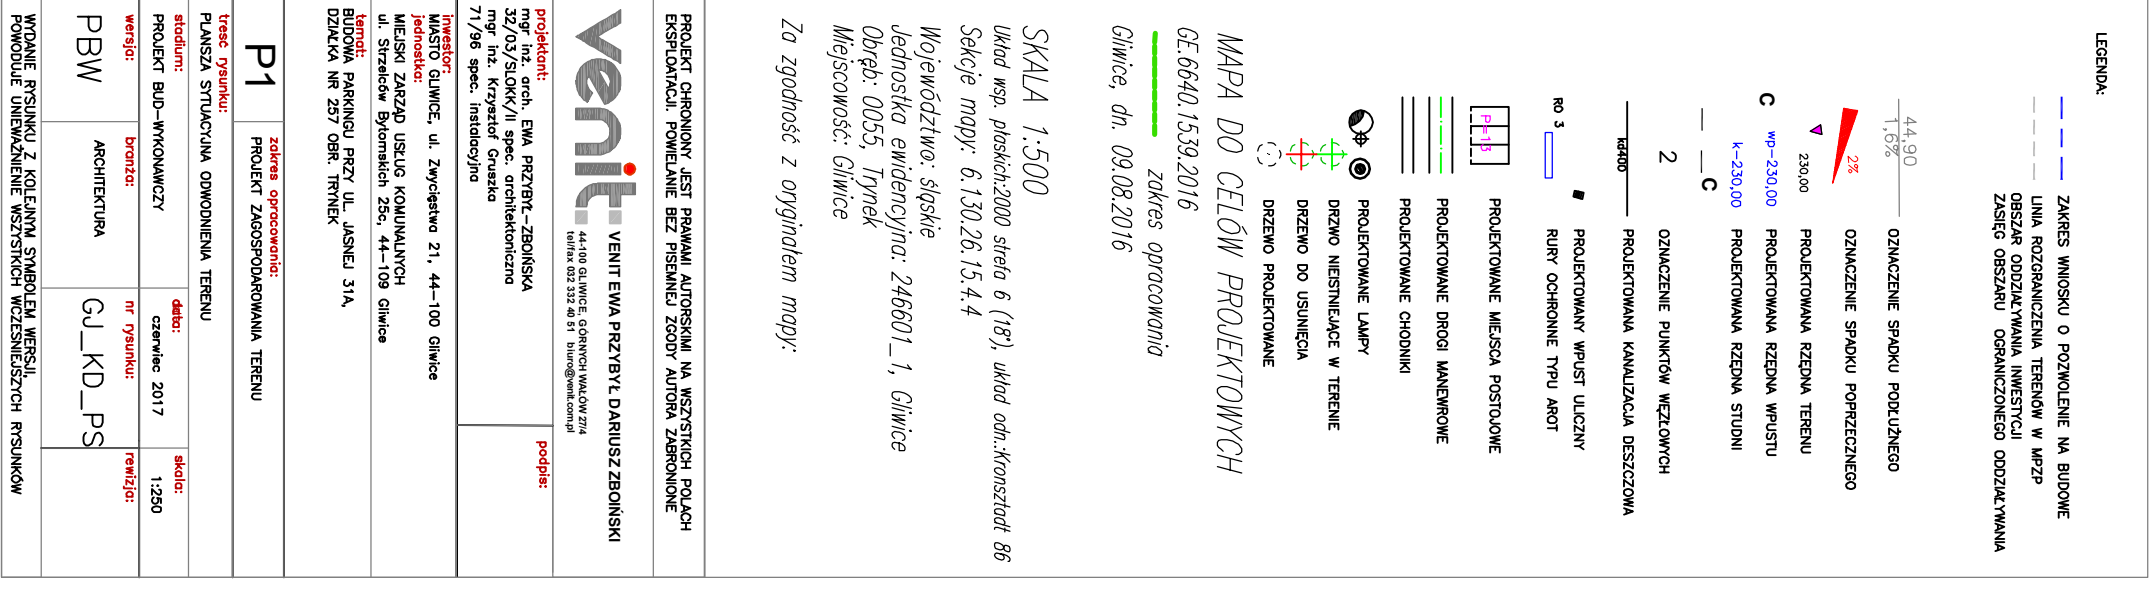 LEGENDA:
ZAKRES WNIOSKU O POZWOLENIE NA BUDOWE
LINIA ROZGRANICZENIA TERENÓW W MPZP
OBSZAR ODDZIAŁYWANIA INWESTYCJI
ZASIĘG OBSZARU OGRANICZONEGO ODDZIAŁYWANIA
44,90
1,6%
OZNACZENIE SPADKU PODŁUŻNEGO
2%
OZNACZENIE SPADKU POPRZECZNEGO
230,00
PROJEKTOWANA RZĘDNA TERENU
C
wp-230,00
PROJEKTOWANA RZĘDNA WPUSTU
k-230,00
PROJEKTOWANA RZĘDNA STUDNI
C
2
OZNACZENIE PUNKTÓW WĘZŁOWYCH
kd400
PROJEKTOWANA KANALIZACJA DESZCZOWA
PROJEKTOWANY WPUST ULICZNY
RO 3
RURY OCHRONNE TYPU AROT
P=13
PROJEKTOWANE MIEJSCA POSTOJOWE
PROJEKTOWANE DROGI MANEWROWE
PROJEKTOWANE CHODNIKI
PROJEKTOWANE LAMPY
DRZWO NIEISTNIEJĄCE W TERENIE
DRZEWO DO USUNIĘCIA
DRZEWO PROJEKTOWANE
MAPA DO CELÓW PROJEKTOWYCH
GE.6640.1539.2016
zakres opracowania
Gliwice, dn. 09.08.2016
SKALA 1:500
Układ wsp. płaskich:2000 strefa 6 (18°), układ odn.:Kronsztadt 86
Sekcje mapy: 6.130.26.15.4.4
Województwo: śląskie
Jednostka ewidencyjna: 246601_1, Gliwice
Obręb: 0055, Trynek
Miejscowość: Gliwice
Za zgodność z oryginałem mapy:
PROJEKT CHRONIONY JEST PRAWAMI AUTORSKIMI NA WSZYSTKICH POLACH
EKSPLOATACJI. POWIELANIE BEZ PISEMNEJ ZGODY AUTORA ZABRONIONE
venit
VENIT EWA PRZYBYŁ DARIUSZ ZBOIŃSKI
44-100 GLIWICE, GÓRNYCH WAŁÓW 27/4
tel/fax 032 332 40 51 biuro@venit.com.pl
projektant:
mgr inż. arch. EWA PRZYBYŁ-ZBOIŃSKA
32/03/SLOKK/II spec. architektoniczna
mgr inż. Krzysztof Gruszka
71/96 spec. instalacyjna
podpis:
inwestor:
MIASTO GLIWICE, ul. Zwycięstwa 21, 44-100 Gliwice
jednostka:
MIEJSKI ZARZĄD USŁUG KOMUNALNYCH
ul. Strzelców Bytomskich 25c, 44-109 Gliwice
temat:
BUDOWA PARKINGU PRZY UL. JASNEJ 31A,
DZIAŁKA NR 257 OBR. TRYNEK
P1
zakres opracowania:
PROJEKT ZAGOSPODAROWANIA TERENU
treść rysunku:
PLANSZA SYTUACYJNA ODWODNIENIA TERENU
stadium:
PROJEKT BUD-WYKONAWCZY
data:
czerwiec 2017
skala:
1:250
wersja:
PBW
branża:
ARCHITEKTURA
nr rysunku:
GJ_KD_PS
rewizja:
WYDANIE RYSUNKU Z KOLEJNYM SYMBOLEM WERSJI,
POWODUJE UNIEWAŻNIENIE WSZYSTKICH WCZEŚNIEJSZYCH RYSUNKÓW